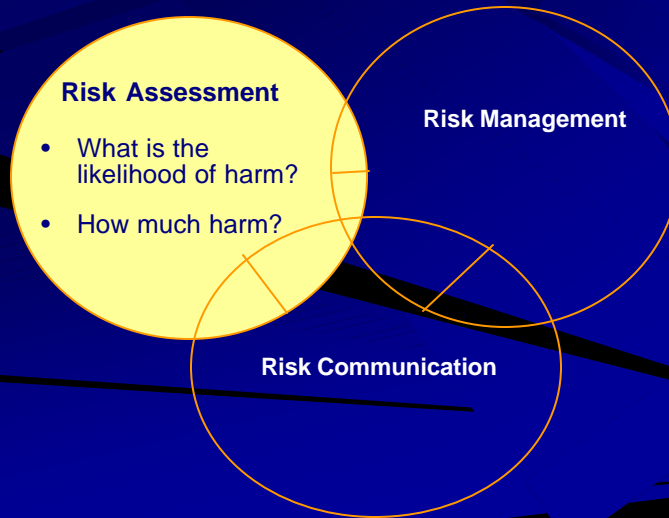 Risk Assessment
• What is the
likelihood of harm?
• How much harm?
Risk Management
Risk Communication